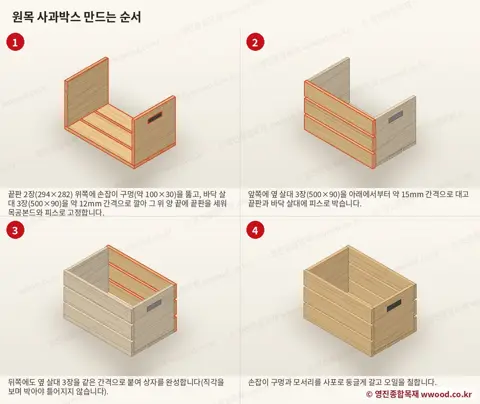 원목 사과박스 만드는 순서
1
2
끝판 2장(294×282) 위쪽에 손잡이 구멍(약 100×30)을 뚫고, 바닥 살
대 3장(500×90)을 약 12mm 간격으로 깔아 그 위 양 끝에 끝판을 세워
목공본드와 피스로 고정합니다.
앞쪽에 옆 살대 3장(500×90)을 아래에서부터 약 15mm 간격으로 대고
끝판과 바닥 살대에 피스로 박습니다.
3
4
뒤쪽에도 옆 살대 3장을 같은 간격으로 붙여 상자를 완성합니다(직각을
보며 박아야 틀어지지 않습니다).
손잡이 구멍과 모서리를 사포로 둥글게 갈고 오일을 칠합니다.
© 영진종합목재 wwood.co.kr